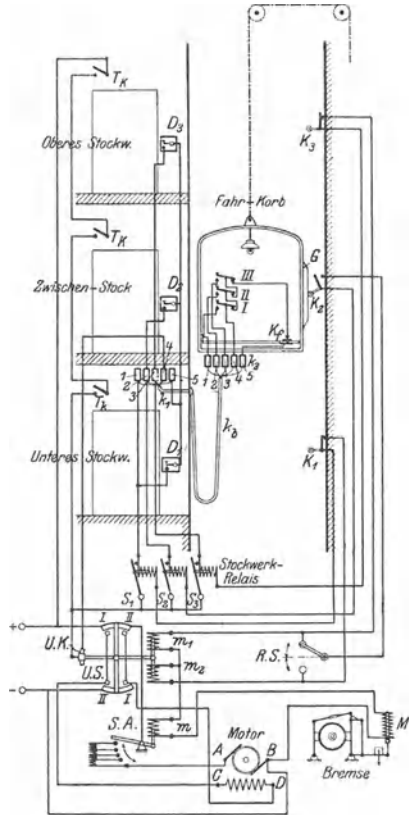 T_K
D_3
Oberes Stockw.
K_3
Fahr-Korb
T_K
G
III
Zwischen-Stock
D_2
II
I
K_2
K_f
4
1 2 3 k_1 5
1 2 3 4 5 k_2
T_k
k_b
D_1
K_1
Unteres Stockw.
Stockwerk-
Relais
S_1 S_2 S_3
+
I II
U.K.
m_1
R.S.
m_2
U.S.
−
II I
S.A.
m
Motor
M
A B
C D
Bremse